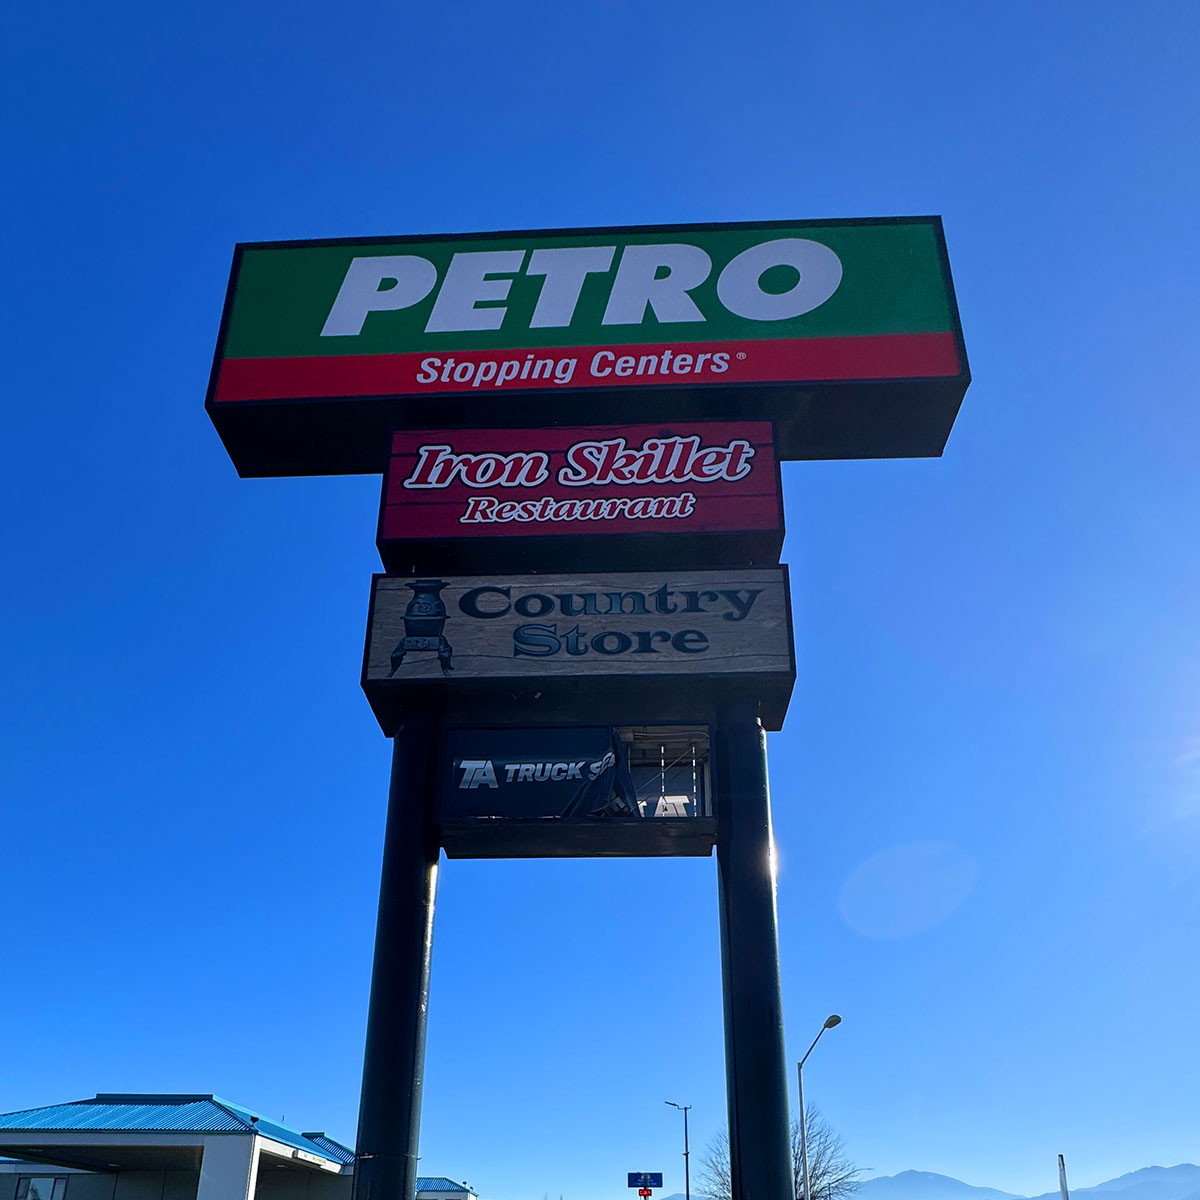 PETRO
Stopping Centers®
Iron Skillet
Restaurant
Country
Store
TA TRUCK